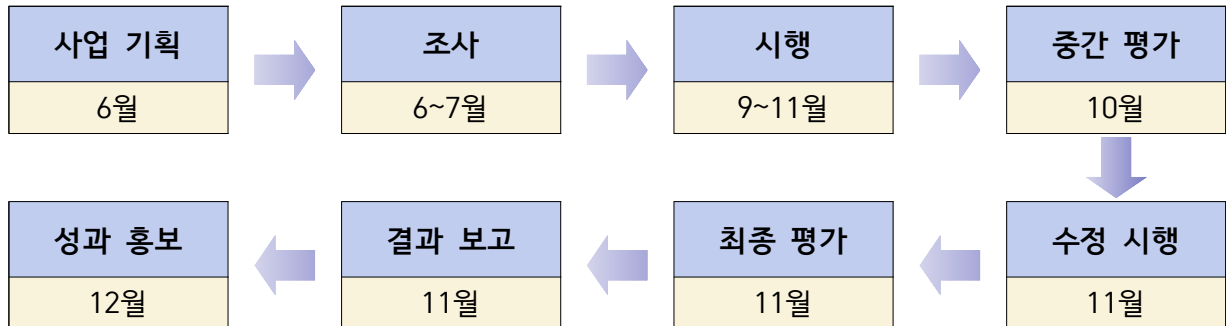 사업 기획
6월
조사
6~7월
시행
9~11월
중간 평가
10월
수정 시행
11월
최종 평가
11월
결과 보고
11월
성과 홍보
12월